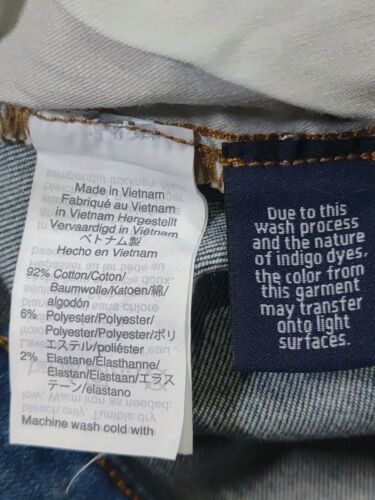 Made in Vietnam
Fabriqué au Vietnam
in Vietnam Hergestellt
Vervaardigd in Viëtnam
ベトナム製
Hecho en Vietnam
92% Cotton/Coton/
Baumwolle/Katoen/綿/
algodón
6% Polyester/Polyester/
Polyester/Polyester/ポリ
エステル/poliéster
2% Elastane/Élasthanne/
Elastan/Elastaan/エラス
テーン/elastano
Machine wash cold with
Due to this
wash process
and the nature
of indigo dyes,
the color from
this garment
may transfer
onto light
surfaces.